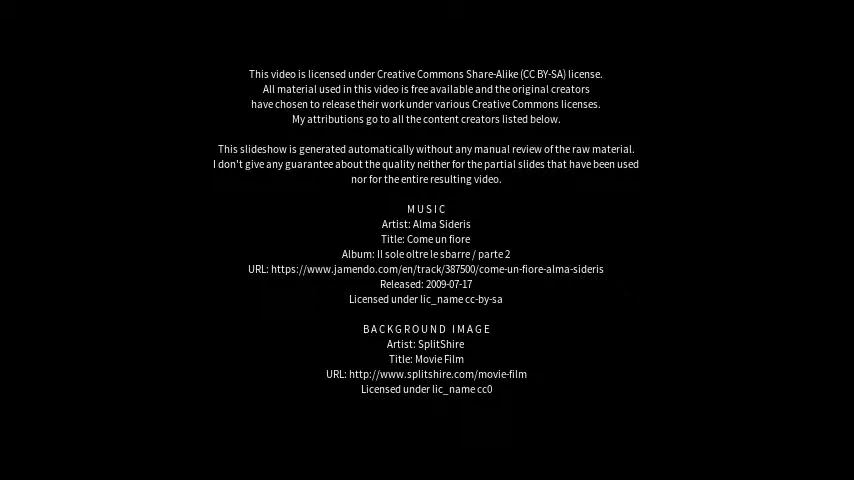 This video is licensed under Creative Commons Share-Alike (CC BY-SA) license.
All material used in this video is free available and the original creators
have chosen to release their work under various Creative Commons licenses.
My attributions go to all the content creators listed below.
This slideshow is generated automatically without any manual review of the raw material.
I don't give any guarantee about the quality neither for the partial slides that have been used
nor for the entire resulting video.
MUSIC
Artist: Alma Sideris
Title: Come un fiore
Album: Il sole oltre le sbarre / parte 2
URL: https://www.jamendo.com/en/track/387500/come-un-fiore-alma-sideris
Released: 2009-07-17
Licensed under lic_name cc-by-sa
BACKGROUND IMAGE
Artist: SplitShire
Title: Movie Film
URL: http://www.splitshire.com/movie-film
Licensed under lic_name cc0